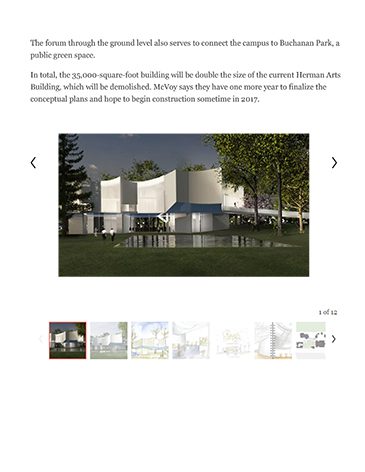 The forum through the ground level also serves to connect the campus to Buchanan Park, a
public green space.
In total, the 35,000-square-foot building will be double the size of the current Herman Arts
Building, which will be demolished. McVoy says they have one more year to finalize the
conceptual plans and hope to begin construction sometime in 2017.
1 of 12